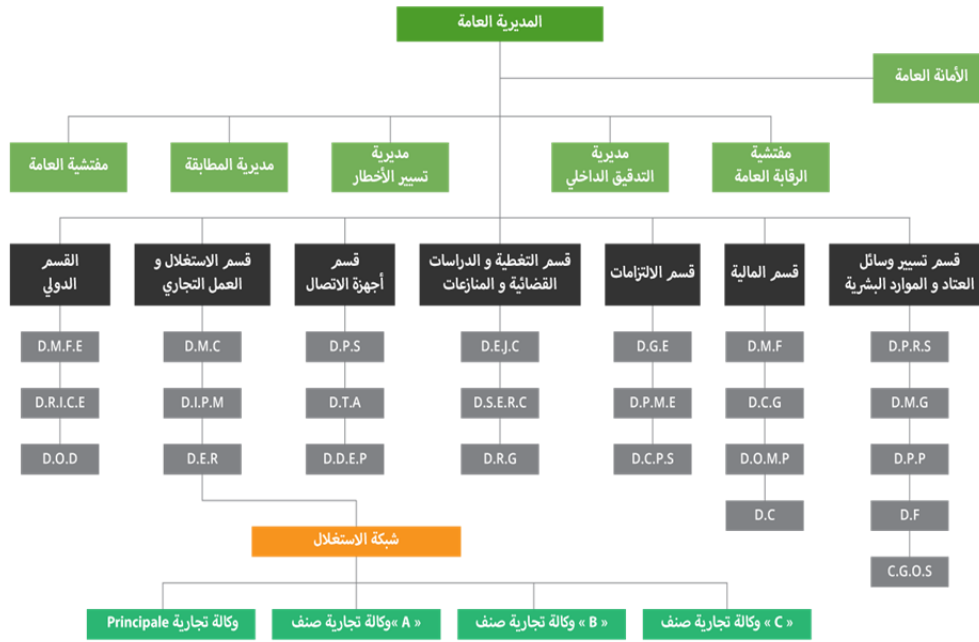 المديرية العامة
الأمانة العامة
مفتشية
الرقابة العامة
مديرية
التدقيق الداخلي
مديرية
تسيير الأخطار
مديرية المطابقة
مفتشية العامة
قسم تسيير وسائل
العتاد و الموارد البشرية
قسم المالية
قسم الالتزامات
قسم التغطية و الدراسات
القضائية و المنازعات
قسم
أجهزة الاتصال
قسم الاستغلال و
العمل التجاري
القسم
الدولي
D.P.R.S
D.M.G
D.P.P
D.F
C.G.O.S
D.M.F
D.C.G
D.O.M.P
D.C
D.G.E
D.P.M.E
D.C.P.S
D.E.J.C
D.S.E.R.C
D.R.G
D.P.S
D.T.A
D.D.E.P
D.M.C
D.I.P.M
D.E.R
D.M.F.E
D.R.I.C.E
D.O.D
شبكة الاستغلال
وكالة تجارية صنف « C »
وكالة تجارية صنف « B »
وكالة تجارية صنف« A »
وكالة تجارية Principale